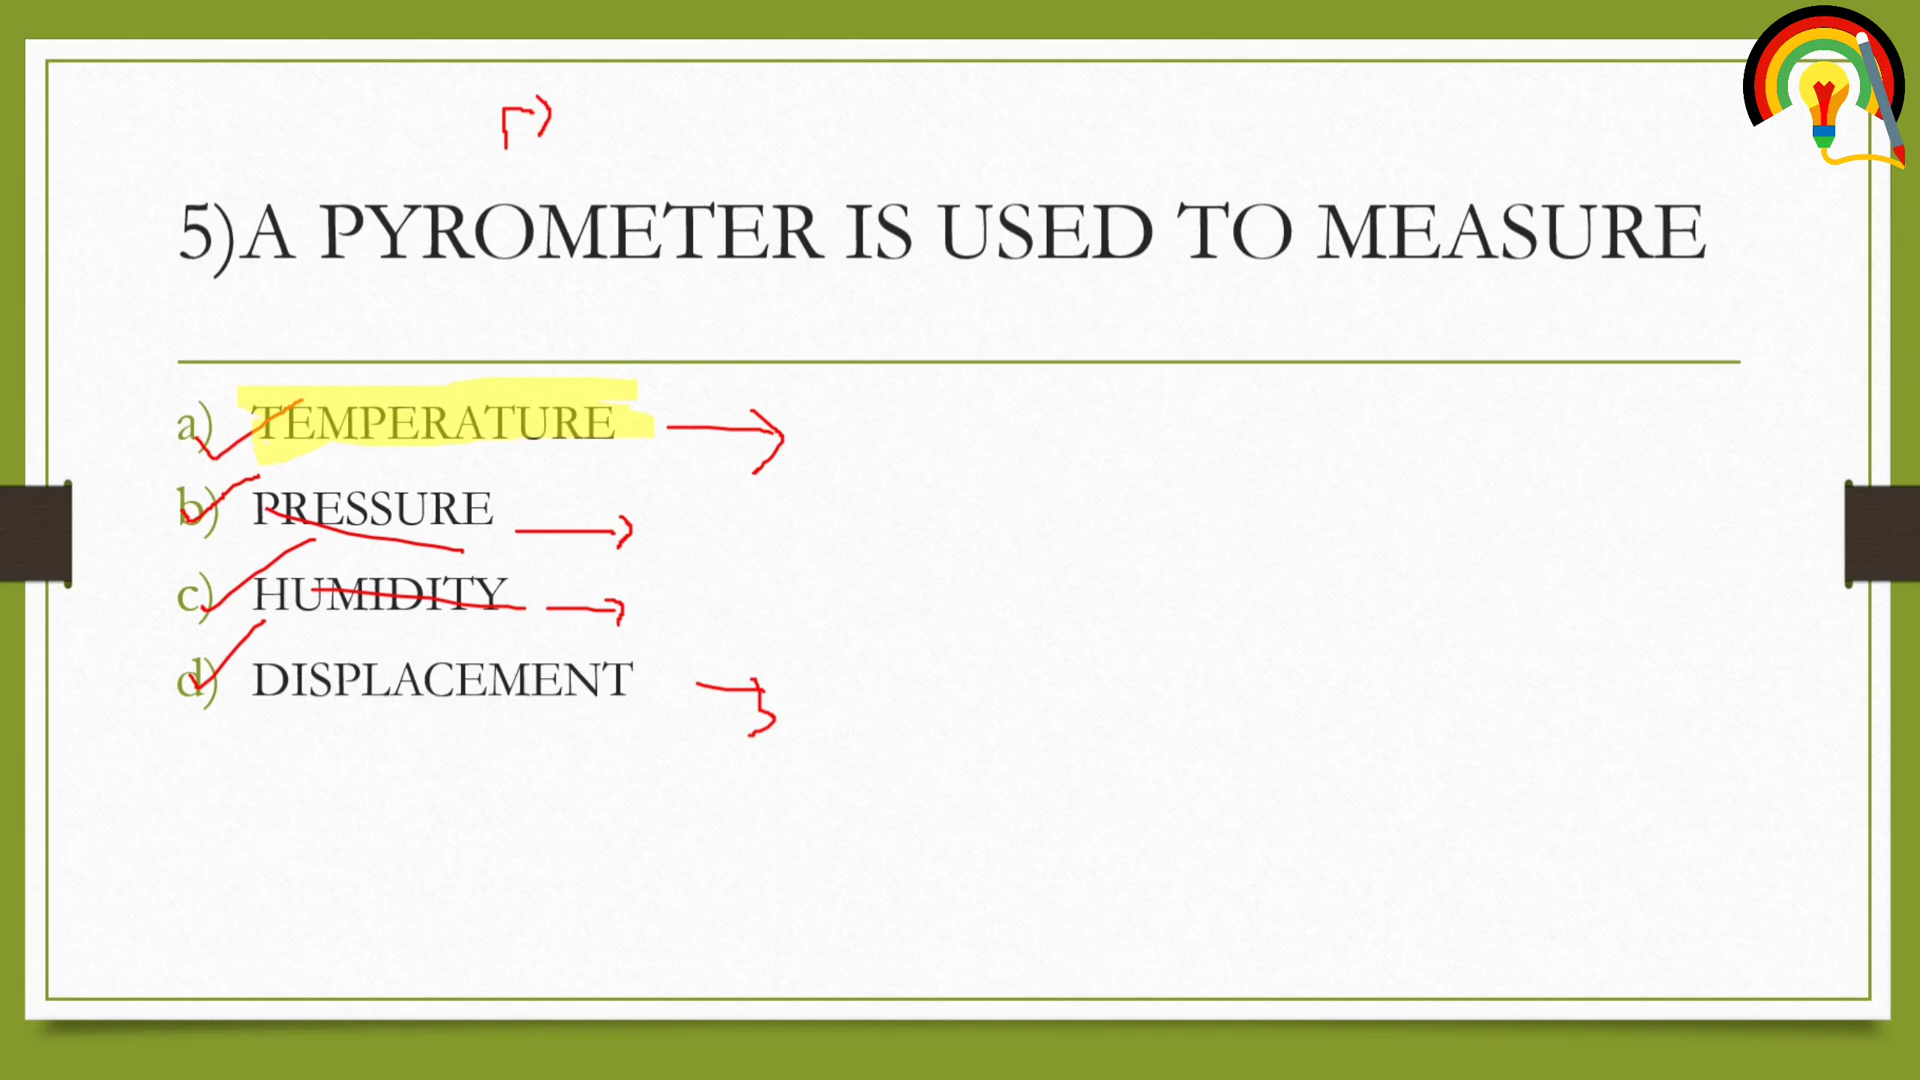 5)A PYROMETER IS USED TO MEASURE
a) TEMPERATURE
b) PRESSURE
c) HUMIDITY
d) DISPLACEMENT